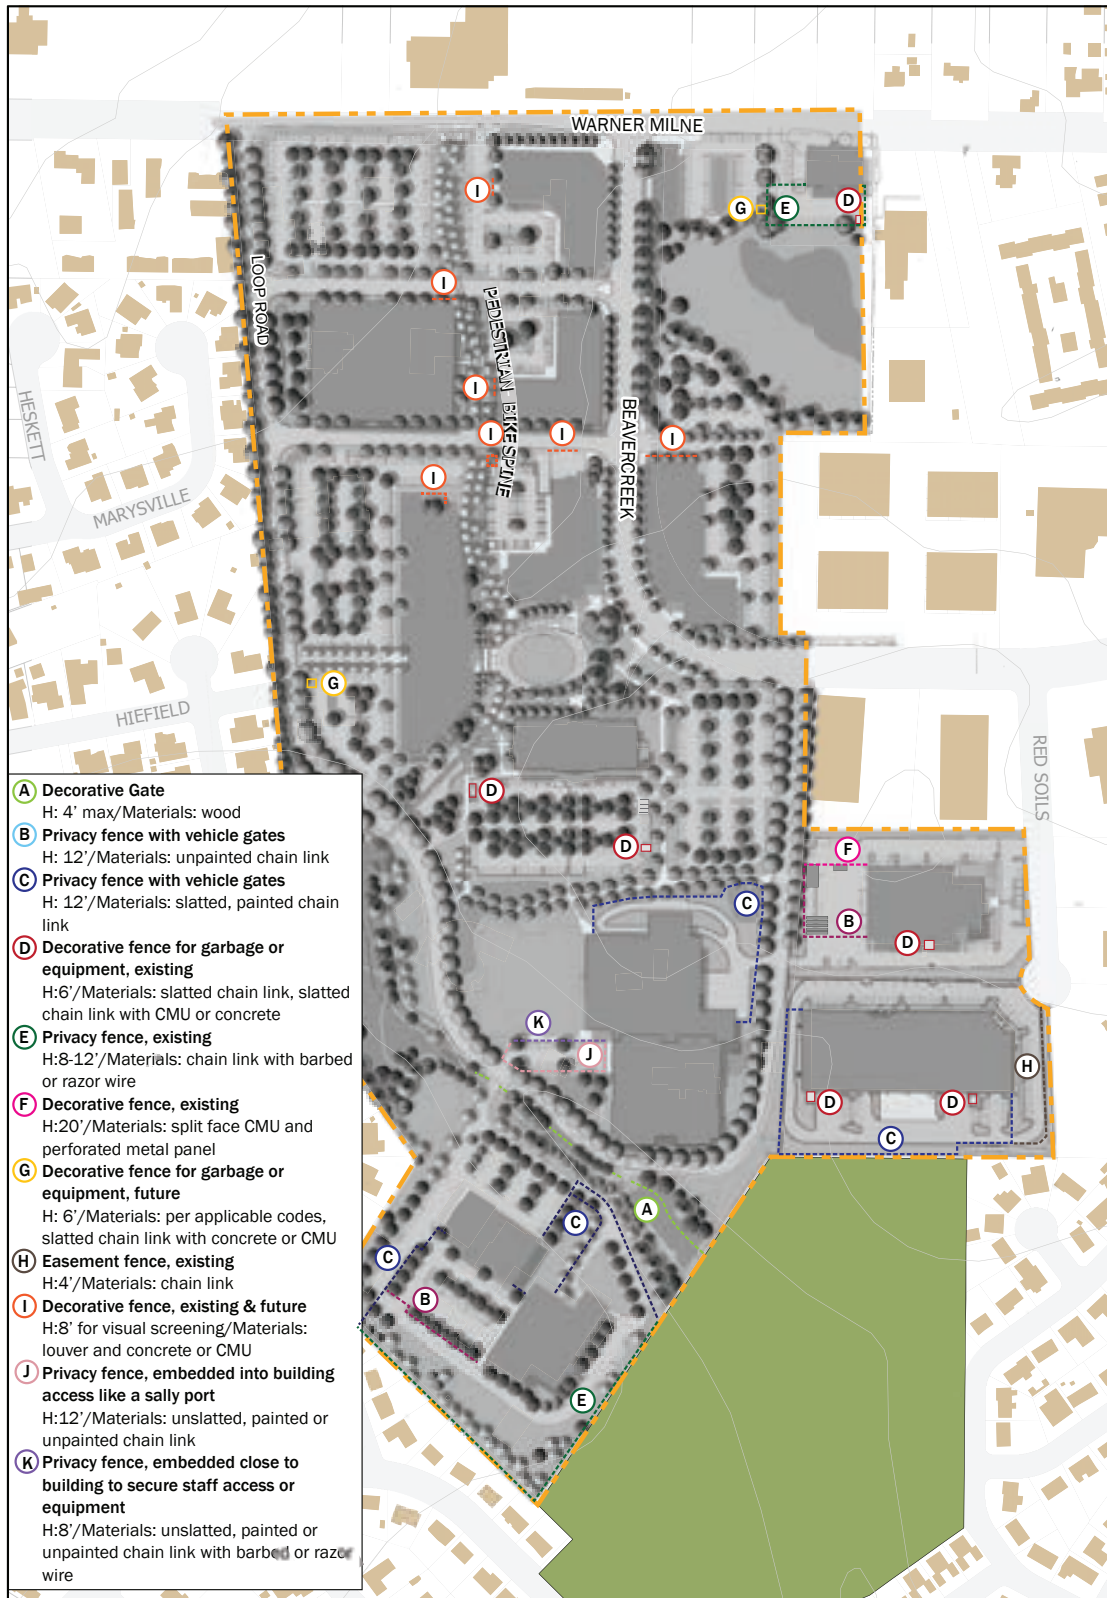 WARNER MILNE
I
G
E
D
LOOP ROAD
I
PEDESTRIAN- BIKE SPINE
I
HESKETT
BEAVERCREEK
I
I
I
I
MARYSVILLE
G
HIEFIELD
RED SOILS
D
D
F
C
B
D
K
J
H
D
D
C
A
C
C
B
E
A Decorative Gate
H: 4' max/Materials: wood
B Privacy fence with vehicle gates
H: 12'/Materials: unpainted chain link
C Privacy fence with vehicle gates
H: 12'/Materials: slatted, painted chain
link
D Decorative fence for garbage or
equipment, existing
H:6'/Materials: slatted chain link, slatted
chain link with CMU or concrete
E Privacy fence, existing
H:8-12'/Materials: chain link with barbed
or razor wire
F Decorative fence, existing
H:20'/Materials: split face CMU and
perforated metal panel
G Decorative fence for garbage or
equipment, future
H: 6'/Materials: per applicable codes,
slatted chain link with concrete or CMU
H Easement fence, existing
H:4'/Materials: chain link
I Decorative fence, existing & future
H:8' for visual screening/Materials:
louver and concrete or CMU
J Privacy fence, embedded into building
access like a sally port
H:12'/Materials: unslatted, painted or
unpainted chain link
K Privacy fence, embedded close to
building to secure staff access or
equipment
H:8'/Materials: unslatted, painted or
unpainted chain link with barbed or razor
wire